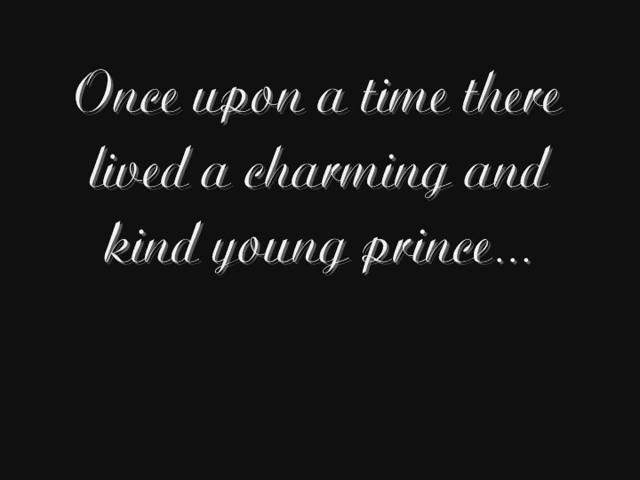 Once upon a time there
lived a charming and
kind young prince...